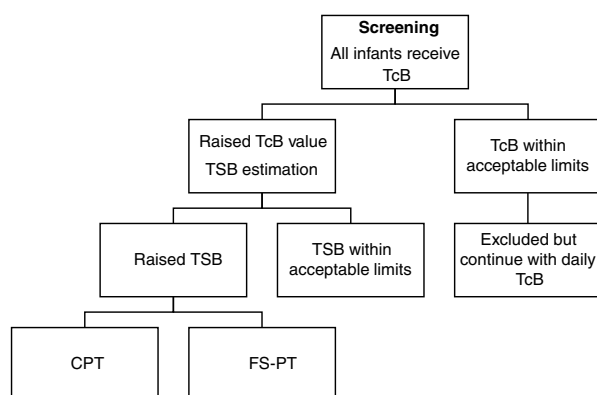 Screening
All infants receive
TcB
Raised TcB value
TSB estimation
TcB within
acceptable limits
Raised TSB
TSB within
acceptable limits
Excluded but
continue with daily
TcB
CPT
FS-PT